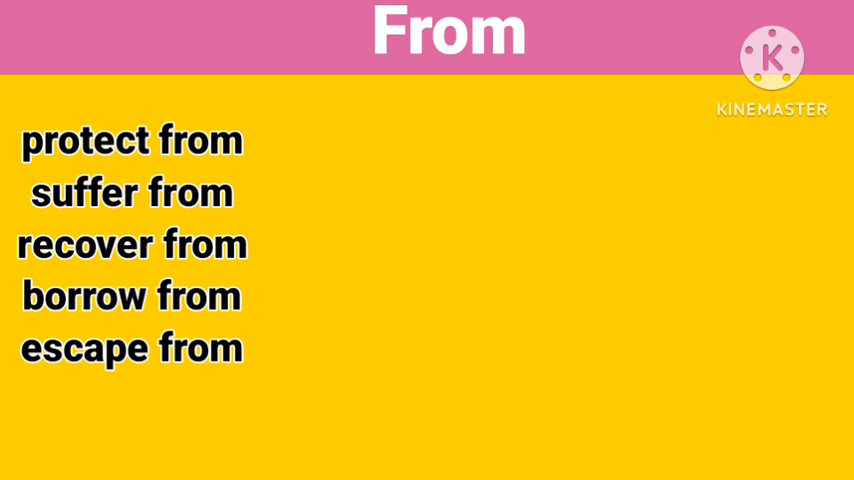 From
KINEMASTER
protect from
suffer from
recover from
borrow from
escape from